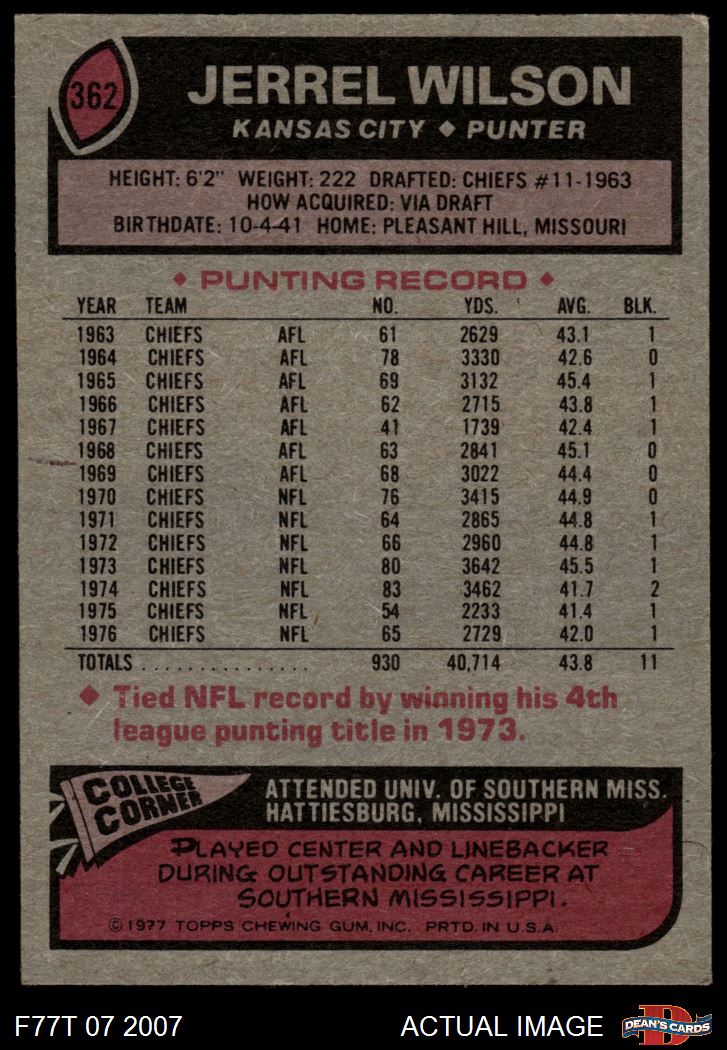 362
JERREL WILSON
KANSAS CITY ◆ PUNTER
HEIGHT: 6'2" WEIGHT: 222 DRAFTED: CHIEFS #11-1963
HOW ACQUIRED: VIA DRAFT
BIRTHDATE: 10-4-41 HOME: PLEASANT HILL, MISSOURI
◆ PUNTING RECORD ◆
YEAR TEAM NO. YDS. AVG. BLK.
1963 CHIEFS AFL 61 2629 43.1 1
1964 CHIEFS AFL 78 3330 42.6 0
1965 CHIEFS AFL 69 3132 45.4 1
1966 CHIEFS AFL 62 2715 43.8 1
1967 CHIEFS AFL 41 1739 42.4 1
1968 CHIEFS AFL 63 2841 45.1 0
1969 CHIEFS AFL 68 3022 44.4 0
1970 CHIEFS NFL 76 3415 44.9 0
1971 CHIEFS NFL 64 2865 44.8 1
1972 CHIEFS NFL 66 2960 44.8 1
1973 CHIEFS NFL 80 3642 45.5 1
1974 CHIEFS NFL 83 3462 41.7 2
1975 CHIEFS NFL 54 2233 41.4 1
1976 CHIEFS NFL 65 2729 42.0 1
TOTALS ................ 930 40,714 43.8 11
◆ Tied NFL record by winning his 4th
league punting title in 1973.
COLLEGE
CORNER
ATTENDED UNIV. OF SOUTHERN MISS.
HATTIESBURG, MISSISSIPPI
PLAYED CENTER AND LINEBACKER
DURING OUTSTANDING CAREER AT
SOUTHERN MISSISSIPPI.
©1977 TOPPS CHEWING GUM, INC. PRTD. IN U.S.A.
F77T 07 2007 ACTUAL IMAGE
D
DEAN'S CARDS